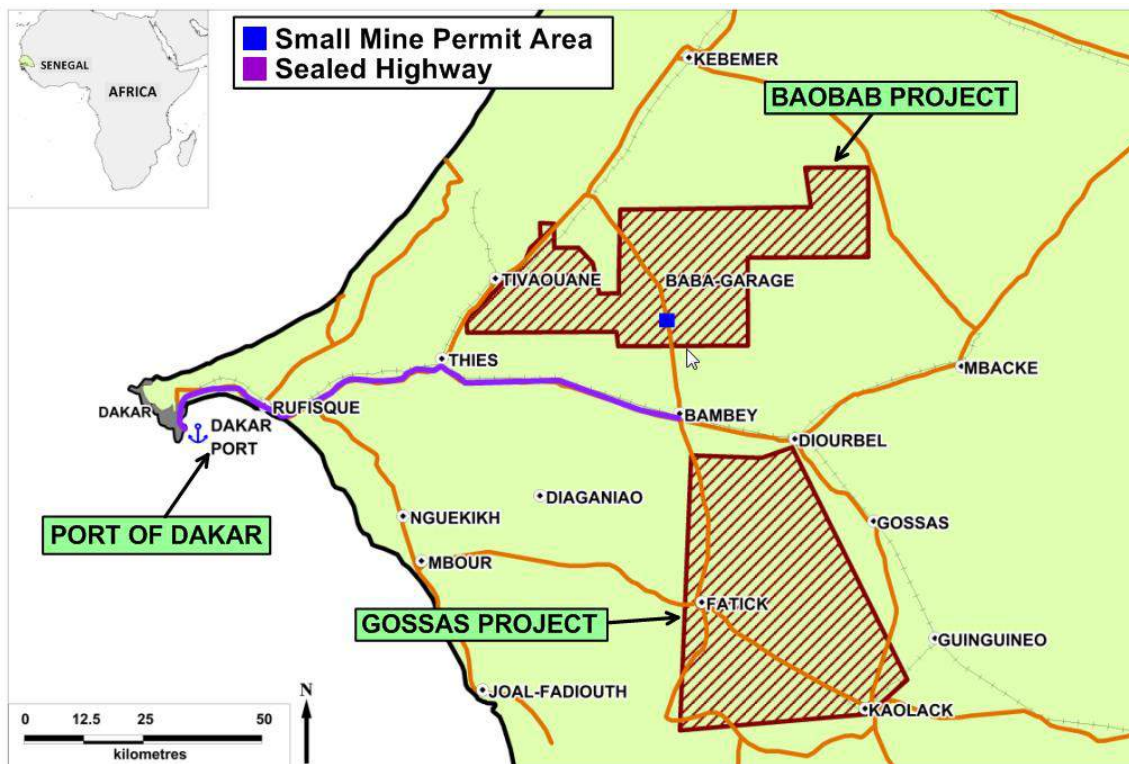 SENEGAL
AFRICA
Small Mine Permit Area
Sealed Highway
KEBEMER
BAOBAB PROJECT
TIVAOUANE
BABA-GARAGE
THIES
MBACKE
DAKAR
RUFISQUE
DAKAR
PORT
BAMBEY
DIOURBEL
PORT OF DAKAR
DIAGANIAO
NGUEKIKH
GOSSAS
MBOUR
GOSSAS PROJECT
FATICK
GUINGUINEO
JOAL-FADIOUTH
KAOLACK
0 12.5 25 50
kilometres
N